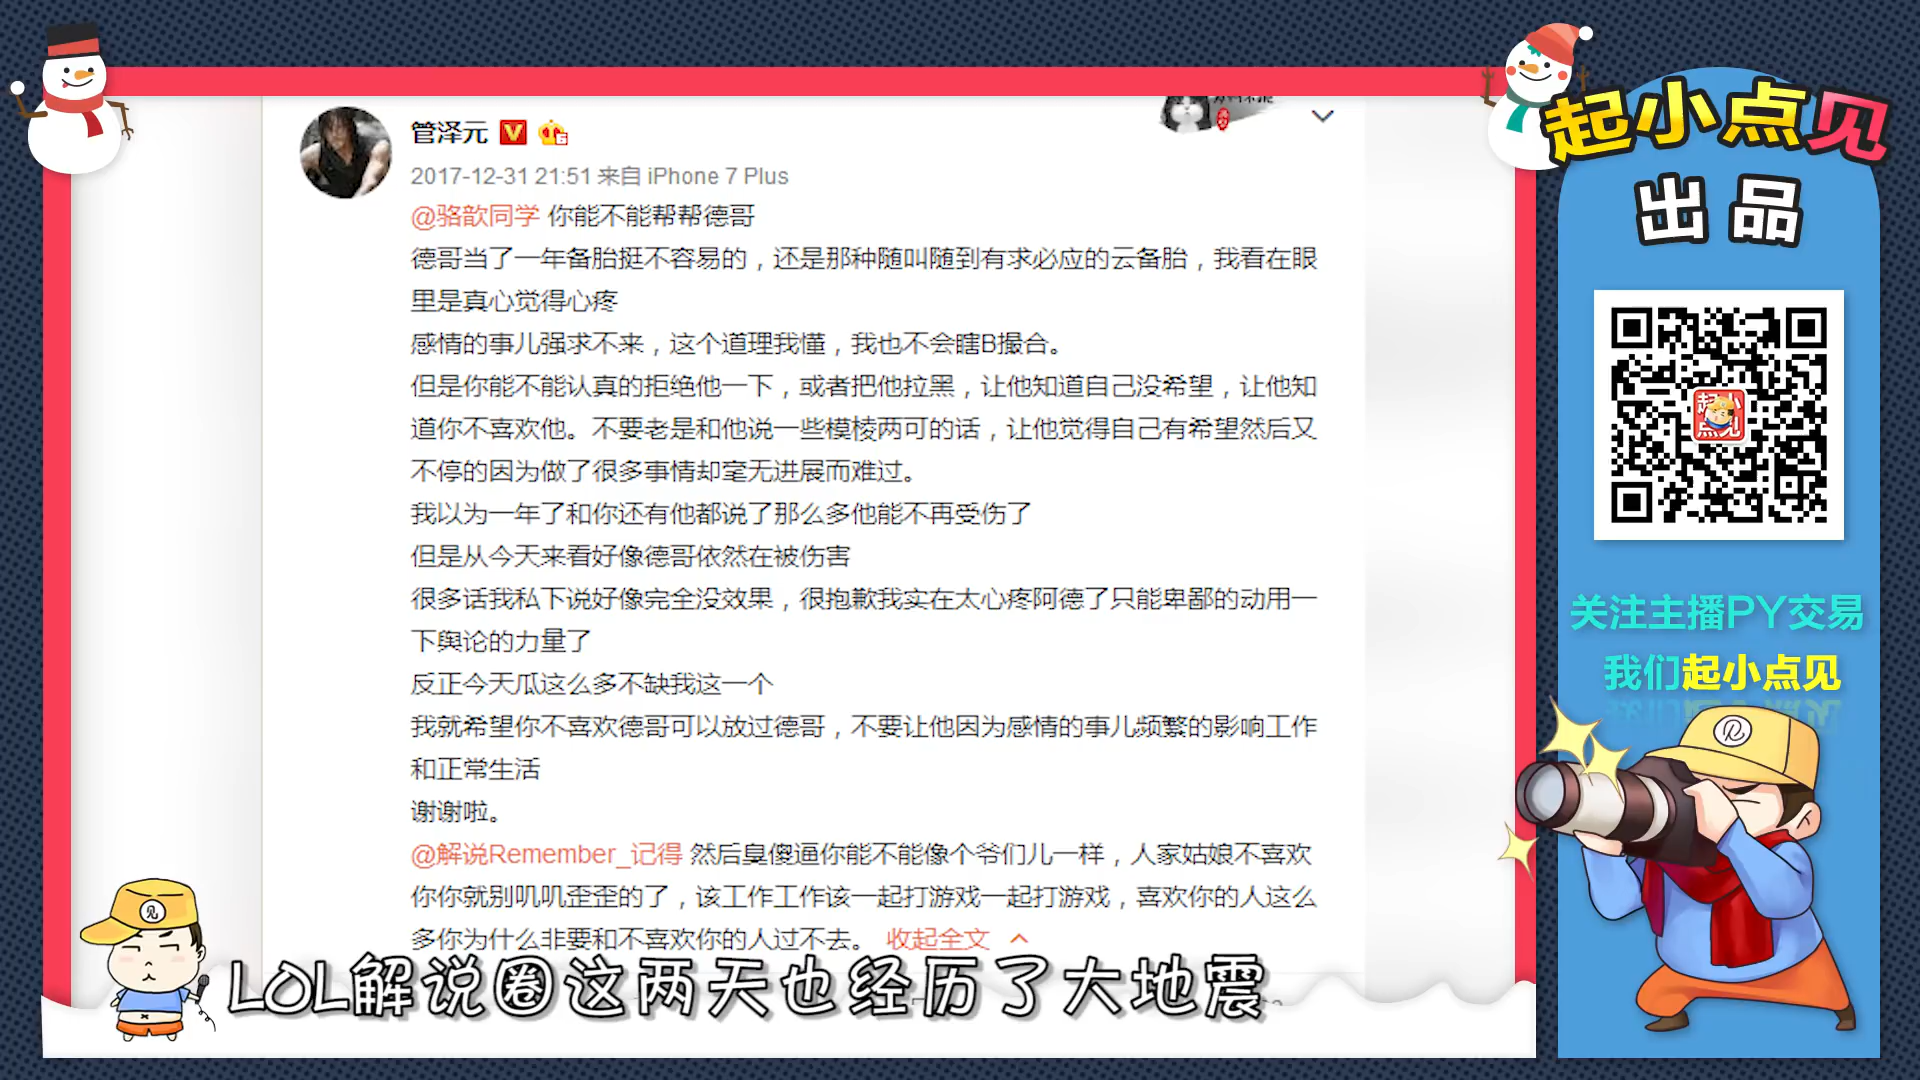 管泽元
2017-12-31 21:51 来自 iPhone 7 Plus
@骆歆同学 你能不能帮帮德哥
德哥当了一年备胎挺不容易的，还是那种随叫随到有求必应的云备胎，我看在眼
里是真心觉得心疼
感情的事儿强求不来，这个道理我懂，我也不会瞎B撮合。
但是你能不能认真的拒绝他一下，或者把他拉黑，让他知道自己没希望，让他知
道你不喜欢他。不要老是和他说一些模棱两可的话，让他觉得自己有希望然后又
不停的因为做了很多事情却毫无进展而难过。
我以为一年了和你还有他都说了那么多他能不再受伤了
但是从今天来看好像德哥依然在被伤害
很多话我私下说好像完全没效果，很抱歉我实在太心疼阿德了只能卑鄙的动用一
下舆论的力量了
反正今天瓜这么多不缺我这一个
我就希望你不喜欢德哥可以放过德哥，不要让他因为感情的事儿频繁的影响工作
和正常生活
谢谢啦。
@解说Remember_记得 然后臭傻逼你能不能像个爷们儿一样，人家姑娘不喜欢
你你就别叽叽歪歪的了，该工作工作该一起打游戏一起打游戏，喜欢你的人这么
多你为什么非要和不喜欢你的人过不去。 收起全文
LOL解说圈这两天也经历了大地震
起小点见
出品
起小
点见
关注主播PY交易
我们起小点见
见